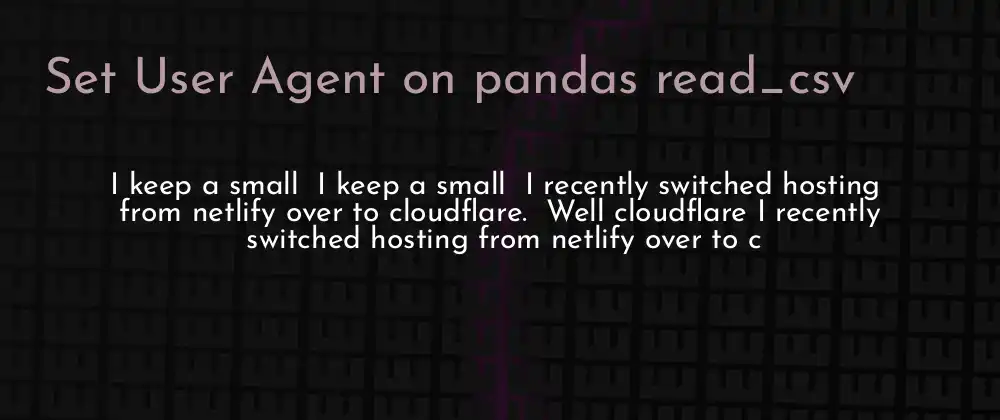 Set User Agent on pandas read_csv
I keep a small  I keep a small  I recently switched hosting
from netlify over to cloudflare.  Well cloudflare I recently
switched hosting from netlify over to c